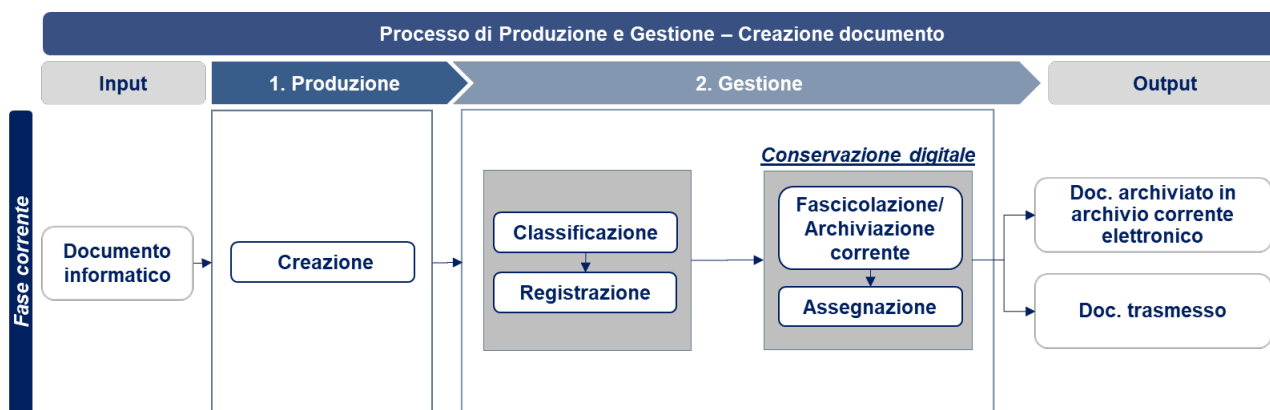 Processo di Produzione e Gestione – Creazione documento
Input
1. Produzione
2. Gestione
Output
Fase corrente
Documento
informatico
Creazione
Classificazione
Registrazione
Conservazione digitale
Fascicolazione/
Archiviazione
corrente
Assegnazione
Doc. archiviato in
archivio corrente
elettronico
Doc. trasmesso